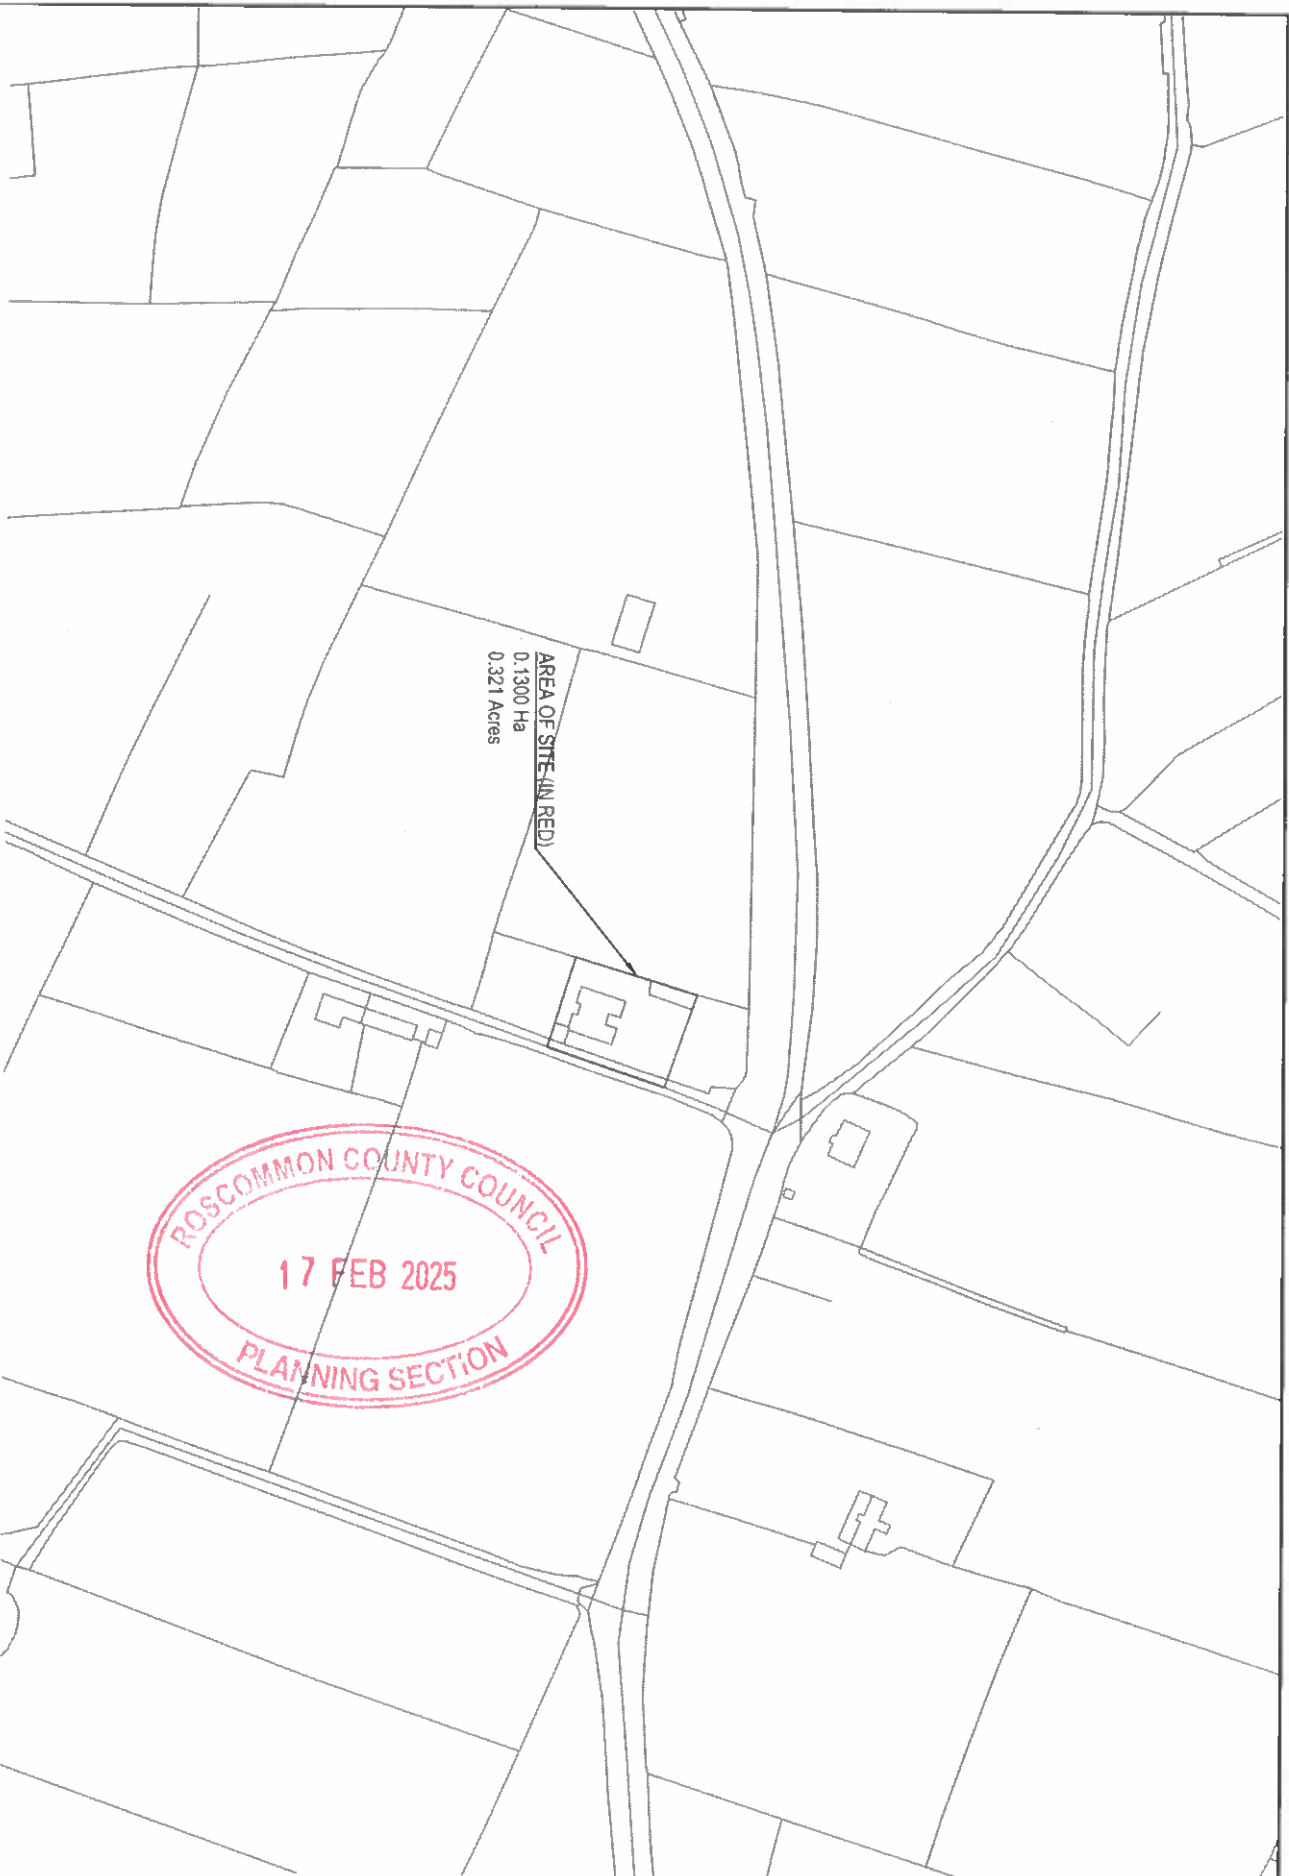 AREA OF SITE (IN RED)
0.1300 Ha
0.321 Acres
ROSCOMMON COUNTY COUNCIL
17 FEB 2025
PLANNING SECTION